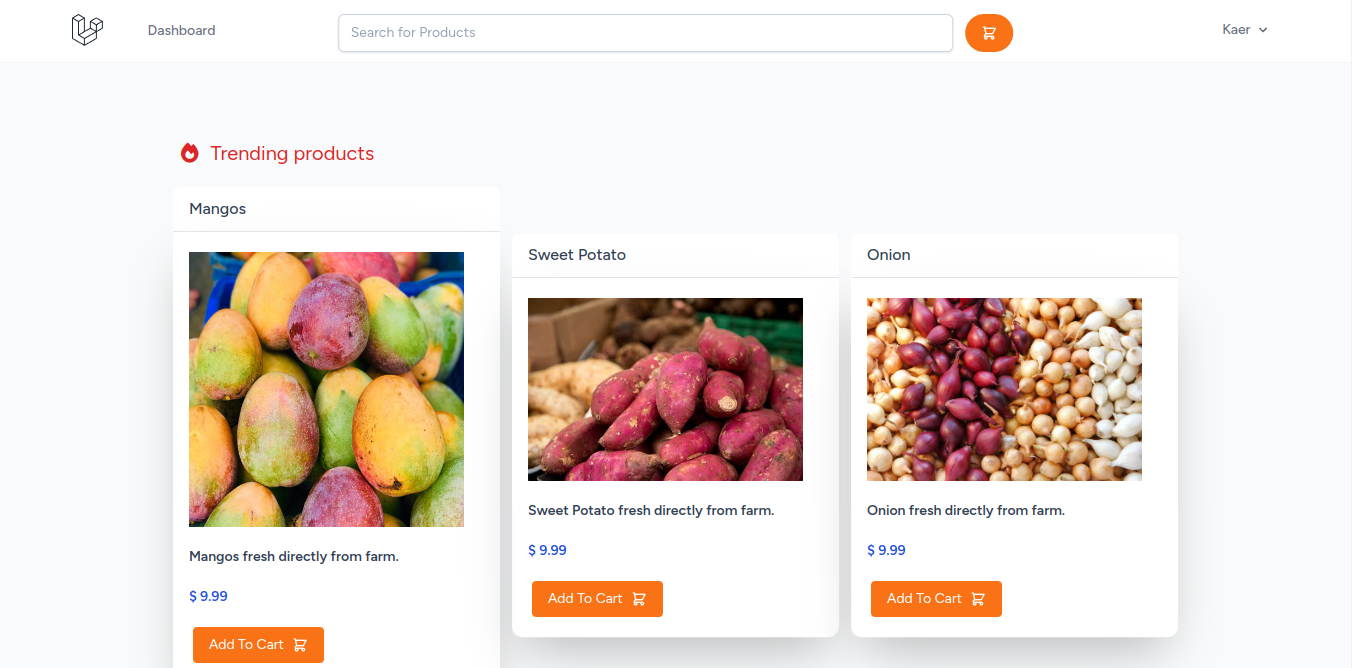 Dashboard
Search for Products
Kaer
Trending products
Mangos
Mangos fresh directly from farm.
$ 9.99
Add To Cart
Sweet Potato
Sweet Potato fresh directly from farm.
$ 9.99
Add To Cart
Onion
Onion fresh directly from farm.
$ 9.99
Add To Cart